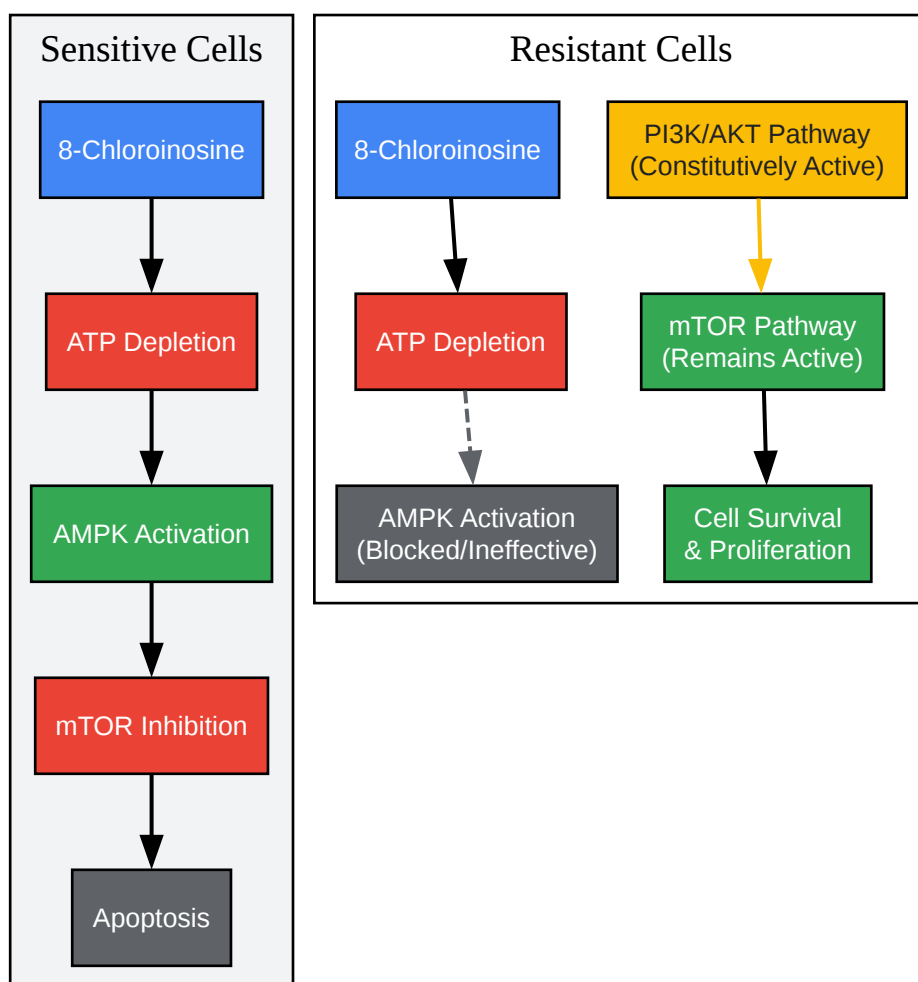 Sensitive Cells
8-Chloroinosine
ATP Depletion
AMPK Activation
mTOR Inhibition
Apoptosis
Resistant Cells
8-Chloroinosine
ATP Depletion
AMPK Activation
(Blocked/Ineffective)
PI3K/AKT Pathway
(Constitutively Active)
mTOR Pathway
(Remains Active)
Cell Survival
& Proliferation